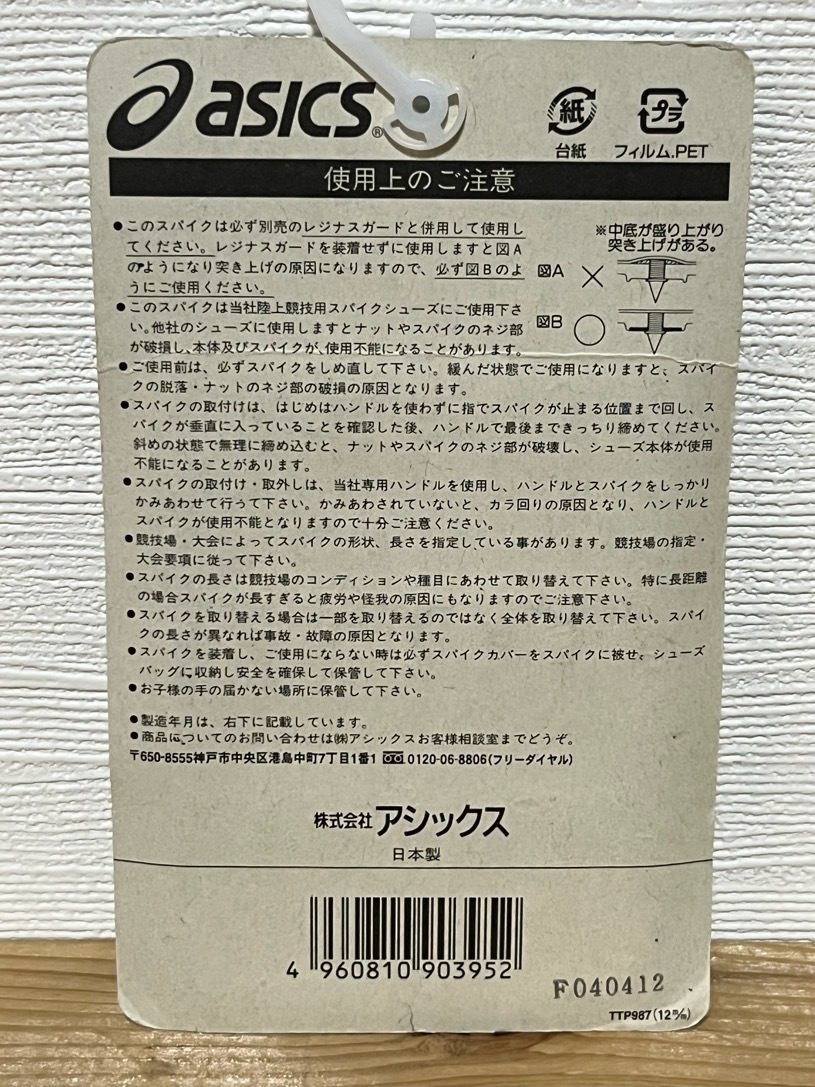 asics®
紙
台紙
プラ
フィルム.PET
使用上のご注意
●このスパイクは必ず別売のレジナスガードと併用して使用し
てください。レジナスガードを装着せずに使用しますと図A
のようになり突き上げの原因になりますので、必ず図Bのよ
うにご使用ください。
※中底が盛り上がり
突き上げがある。
図A ×
図B ○
●このスパイクは当社陸上競技用スパイクシューズにご使用下さ
い。他社のシューズに使用しますとナットやスパイクのネジ部
が破損し、本体及びスパイクが、使用不能になることがあります。
●ご使用前は、必ずスパイクをしめ直して下さい。緩んだ状態でご使用になりますと、スパイ
クの脱落・ナットのネジ部の破損の原因となります。
●スパイクの取付けは、はじめはハンドルを使わずに指でスパイクが止まる位置まで回し、ス
パイクが垂直に入っていることを確認した後、ハンドルで最後まできっちり締めてください。
斜めの状態で無理に締め込むと、ナットやスパイクのネジ部が破壊し、シューズ本体が使用
不能になることがあります。
●スパイクの取付け・取外しは、当社専用ハンドルを使用し、ハンドルとスパイクをしっかり
かみあわせて行って下さい。かみあわされていないと、カラ回りの原因となり、ハンドルと
スパイクが使用不能となりますので十分ご注意ください。
●競技場・大会によってスパイクの形状、長さを指定している事があります。競技場の指定・
大会要項に従って下さい。
●スパイクの長さは競技場のコンディションや種目にあわせて取り替えて下さい。特に長距離
の場合スパイクが長すぎると疲労や怪我の原因にもなりますのでご注意下さい。
●スパイクを取り替える場合は一部を取り替えるのではなく全体を取り替えて下さい。スパイ
クの長さが異なれば事故・故障の原因となります。
●スパイクを装着し、ご使用にならない時は必ずスパイクカバーをスパイクに被せ、シューズ
バッグに収納し安全を確保して保管して下さい。
●お子様の手の届かない場所に保管して下さい。
●製造年月は、右下に記載しています。
●商品についてのお問い合わせは㈱アシックスお客様相談室までどうぞ。
〒650-8555神戸市中央区港島中町7丁目1番1 0120-06-8806(フリーダイヤル)
株式会社アシックス
日本製
4 960810 903952
F040412
TTP987(12m/m)